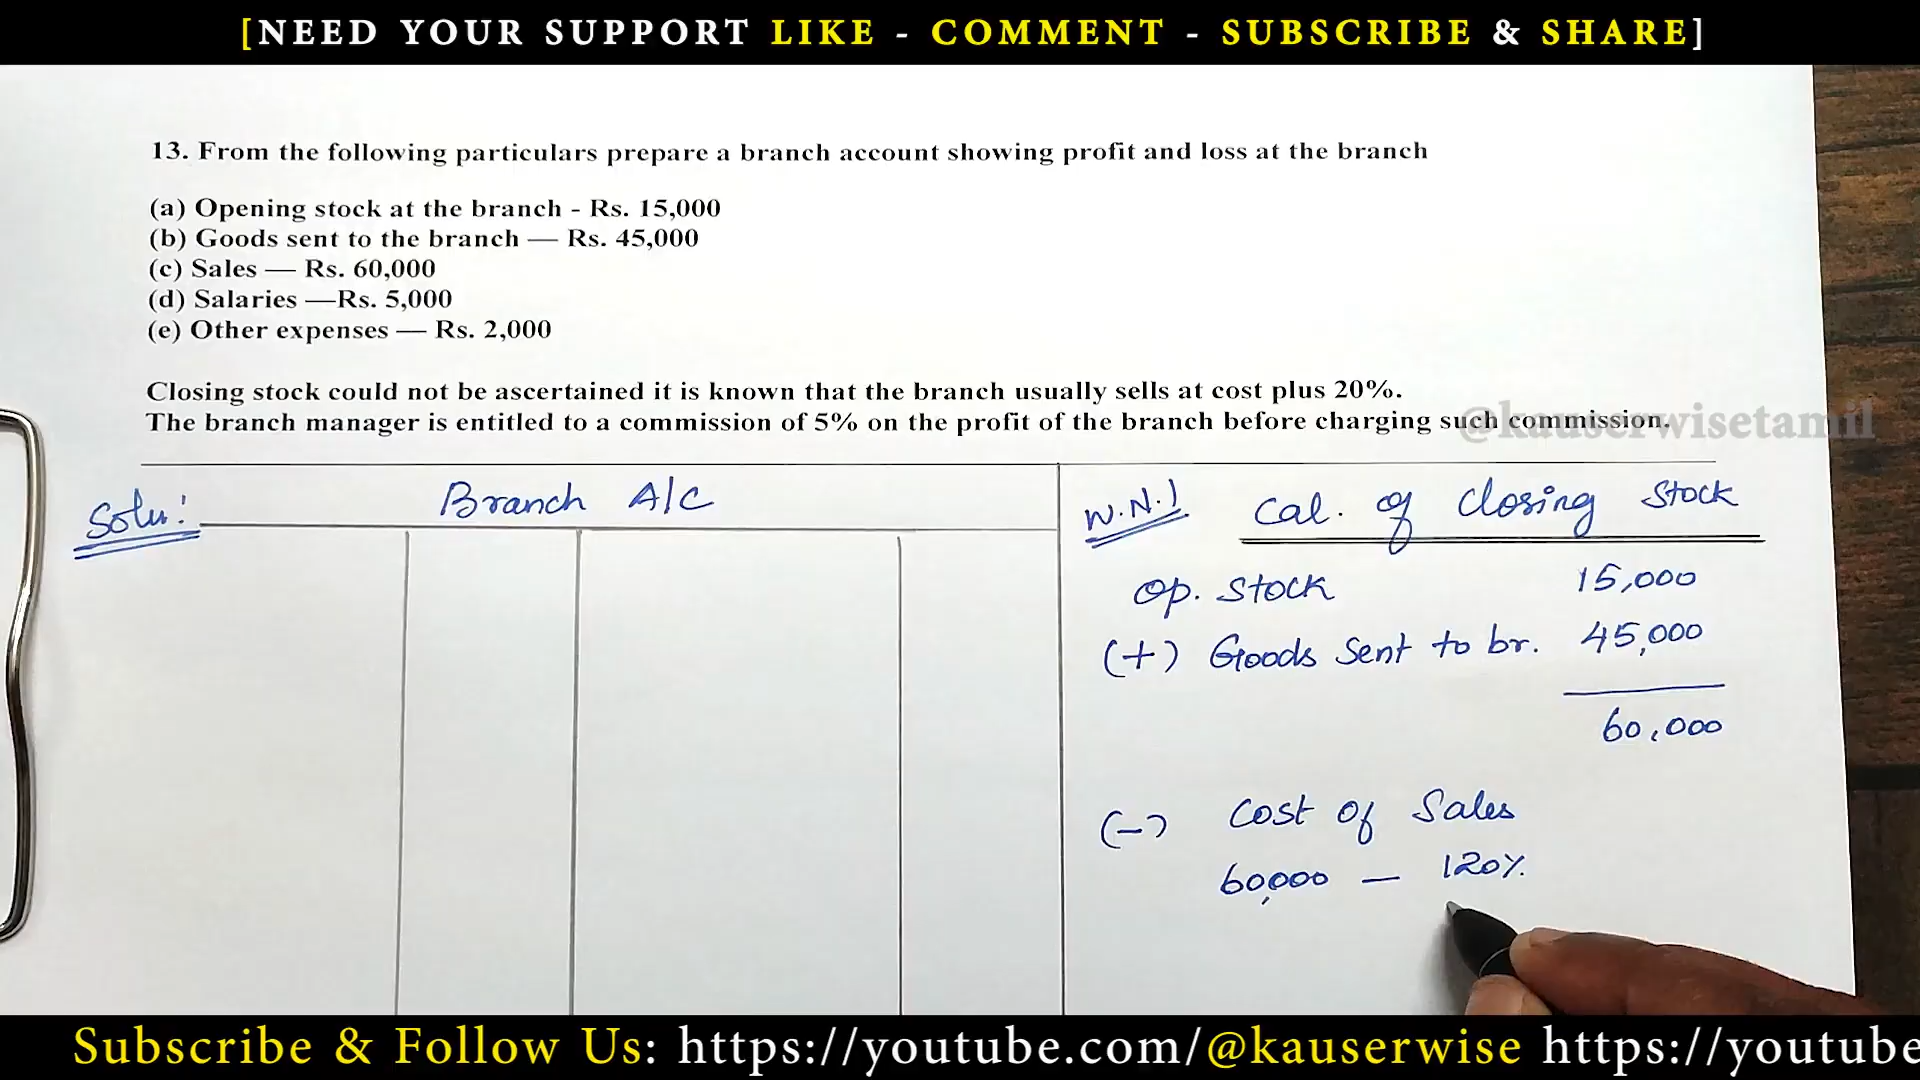 [NEED YOUR SUPPORT LIKE - COMMENT - SUBSCRIBE & SHARE]
13. From the following particulars prepare a branch account showing profit and loss at the branch
(a) Opening stock at the branch - Rs. 15,000
(b) Goods sent to the branch — Rs. 45,000
(c) Sales — Rs. 60,000
(d) Salaries —Rs. 5,000
(e) Other expenses — Rs. 2,000
Closing stock could not be ascertained it is known that the branch usually sells at cost plus 20%.
The branch manager is entitled to a commission of 5% on the profit of the branch before charging such commission.
@kauserwisetamil
Solu:
Branch A/C
W.N.1 Cal. of Closing Stock
Op. Stock 15,000
(+) Goods Sent to br. 45,000
60,000
(-) Cost of Sales
60,000 — 120%
Subscribe & Follow Us: https://youtube.com/@kauserwise https://youtube